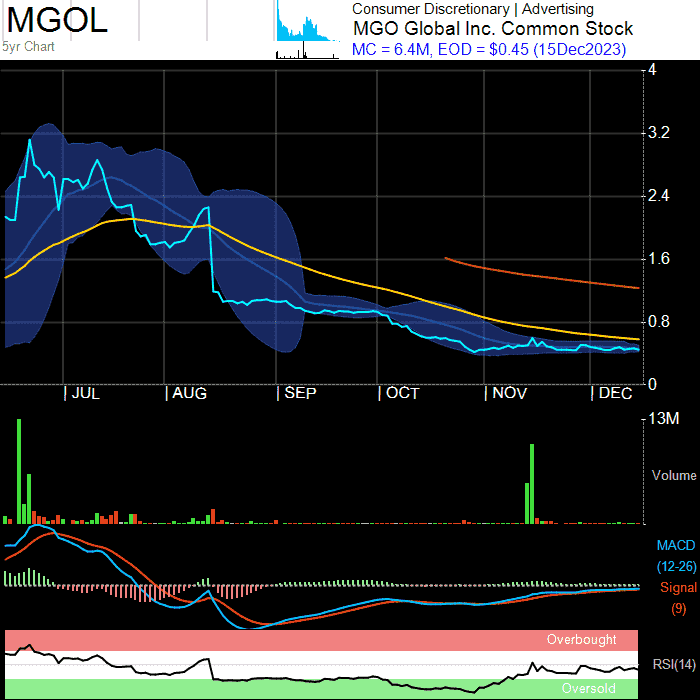 MGOL
5yr Chart
Consumer Discretionary | Advertising
MGO Global Inc. Common Stock
MC = 6.4M, EOD = $0.45 (15Dec2023)
4
3.2
2.4
1.6
0.8
0
| JUL | AUG | SEP | OCT | NOV | DEC
13M
Volume
MACD
(12-26)
Signal
(9)
Overbought
RSI(14)
Oversold